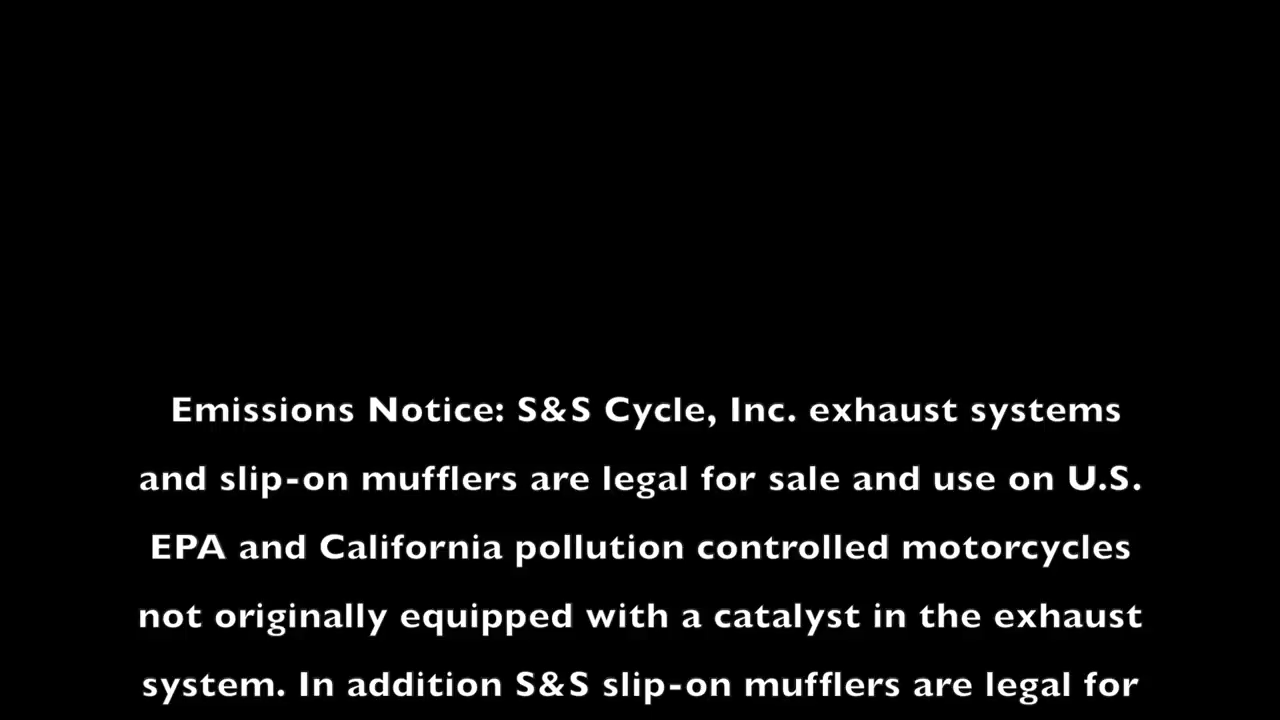 Emissions Notice: S&S Cycle, Inc. exhaust systems
and slip-on mufflers are legal for sale and use on U.S.
EPA and California pollution controlled motorcycles
not originally equipped with a catalyst in the exhaust
system. In addition S&S slip-on mufflers are legal for